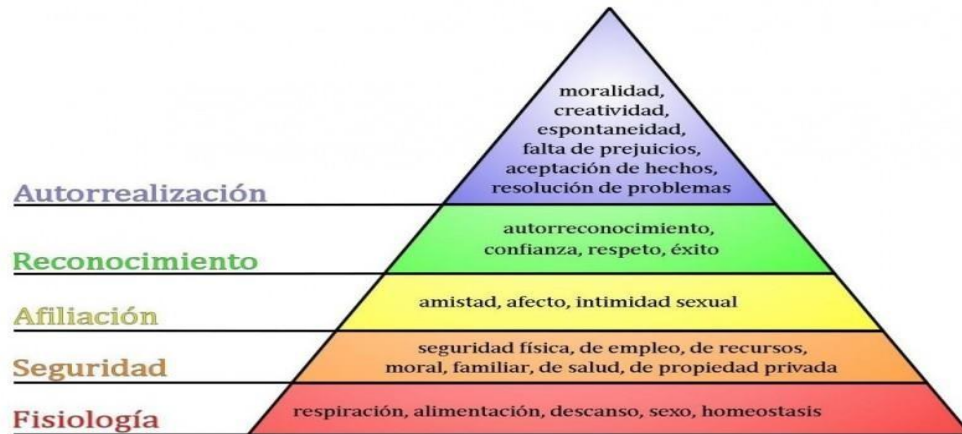 moralidad,
creatividad,
espontaneidad,
falta de prejuicios,
aceptación de hechos,
resolución de problemas
Autorrealización
autorreconocimiento,
confianza, respeto, éxito
Reconocimiento
amistad, afecto, intimidad sexual
Afiliación
seguridad física, de empleo, de recursos,
moral, familiar, de salud, de propiedad privada
Seguridad
respiración, alimentación, descanso, sexo, homeostasis
Fisiología